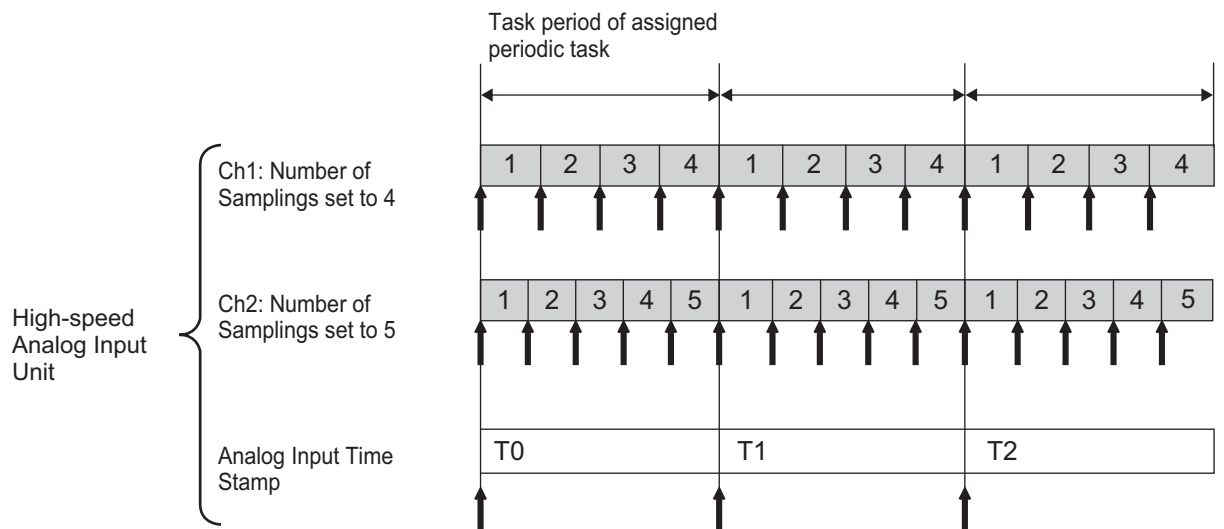 Task period of assigned
periodic task
Ch1: Number of
Samplings set to 4
1 2 3 4 1 2 3 4 1 2 3 4
Ch2: Number of
Samplings set to 5
1 2 3 4 5 1 2 3 4 5 1 2 3 4 5
High-speed
Analog Input
Unit
Analog Input Time
Stamp
T0 T1 T2